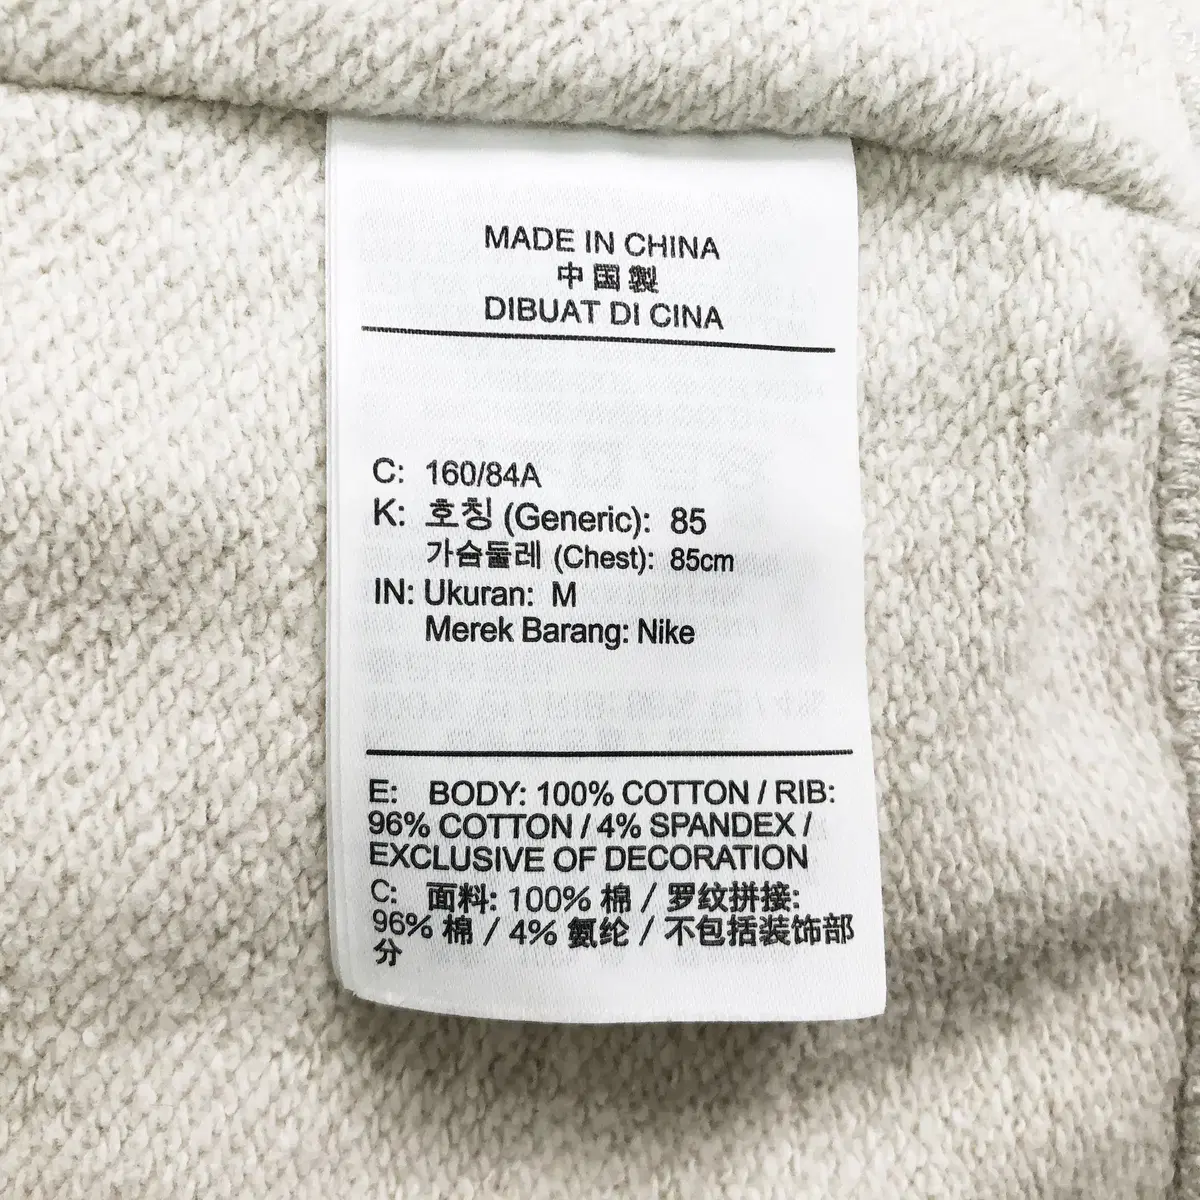 MADE IN CHINA
中国製
DIBUAT DI CINA
C: 160/84A
K: 호칭 (Generic): 85
가슴둘레 (Chest): 85cm
IN: Ukuran: M
Merek Barang: Nike
E: BODY: 100% COTTON / RIB:
96% COTTON / 4% SPANDEX /
EXCLUSIVE OF DECORATION
C: 面料: 100% 棉 / 罗纹拼接:
96% 棉 / 4% 氨纶 / 不包括装饰部
分